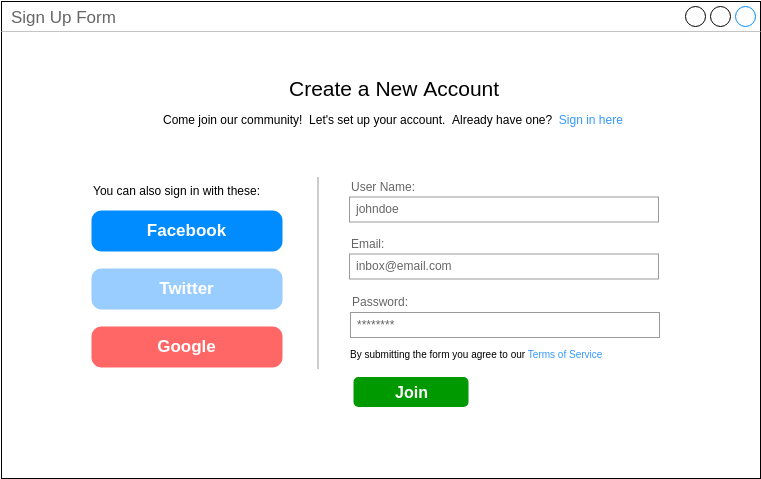 Sign Up Form
Create a New Account
Come join our community!  Let's set up your account.  Already have one?  Sign in here
You can also sign in with these:
Facebook
Twitter
Google
User Name:
johndoe
Email:
inbox@email.com
Password:
********
By submitting the form you agree to our Terms of Service
Join